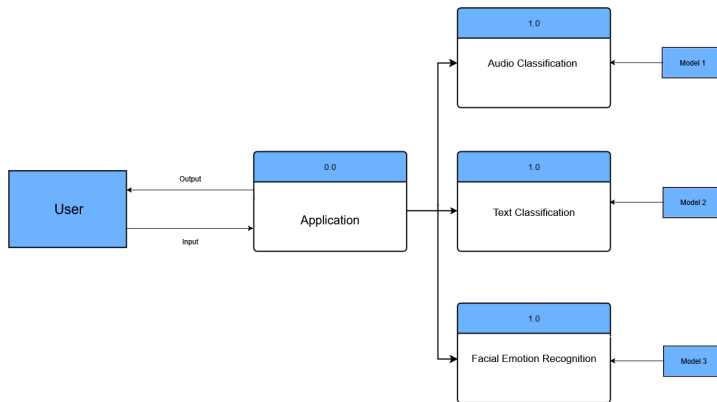 1.0
Audio Classification
Model 1
Output
0.0
1.0
User
Application
Text Classification
Model 2
Input
1.0
Facial Emotion Recognition
Model 3